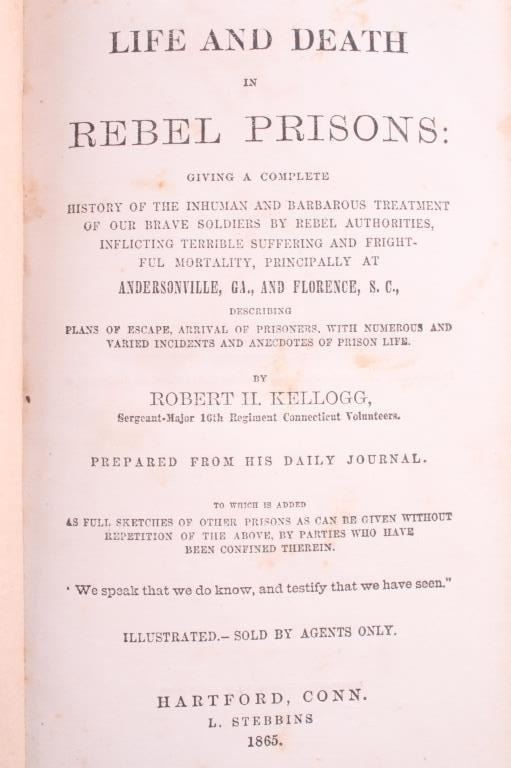 LIFE AND DEATH
IN
REBEL PRISONS:
GIVING A COMPLETE
HISTORY OF THE INHUMAN AND BARBAROUS TREATMENT
OF OUR BRAVE SOLDIERS BY REBEL AUTHORITIES,
INFLICTING TERRIBLE SUFFERING AND FRIGHT-
FUL MORTALITY, PRINCIPALLY AT
ANDERSONVILLE, GA., AND FLORENCE, S. C.,
DESCRIBING
PLANS OF ESCAPE, ARRIVAL OF PRISONERS, WITH NUMEROUS AND
VARIED INCIDENTS AND ANECDOTES OF PRISON LIFE.
BY
ROBERT H. KELLOGG,
Sergeant-Major 16th Regiment Connecticut Volunteers.
PREPARED FROM HIS DAILY JOURNAL.
TO WHICH IS ADDED
AS FULL SKETCHES OF OTHER PRISONS AS CAN BE GIVEN WITHOUT
REPETITION OF THE ABOVE, BY PARTIES WHO HAVE
BEEN CONFINED THEREIN.
' We speak that we do know, and testify that we have seen."
ILLUSTRATED.— SOLD BY AGENTS ONLY.
HARTFORD, CONN.
L. STEBBINS
1865.